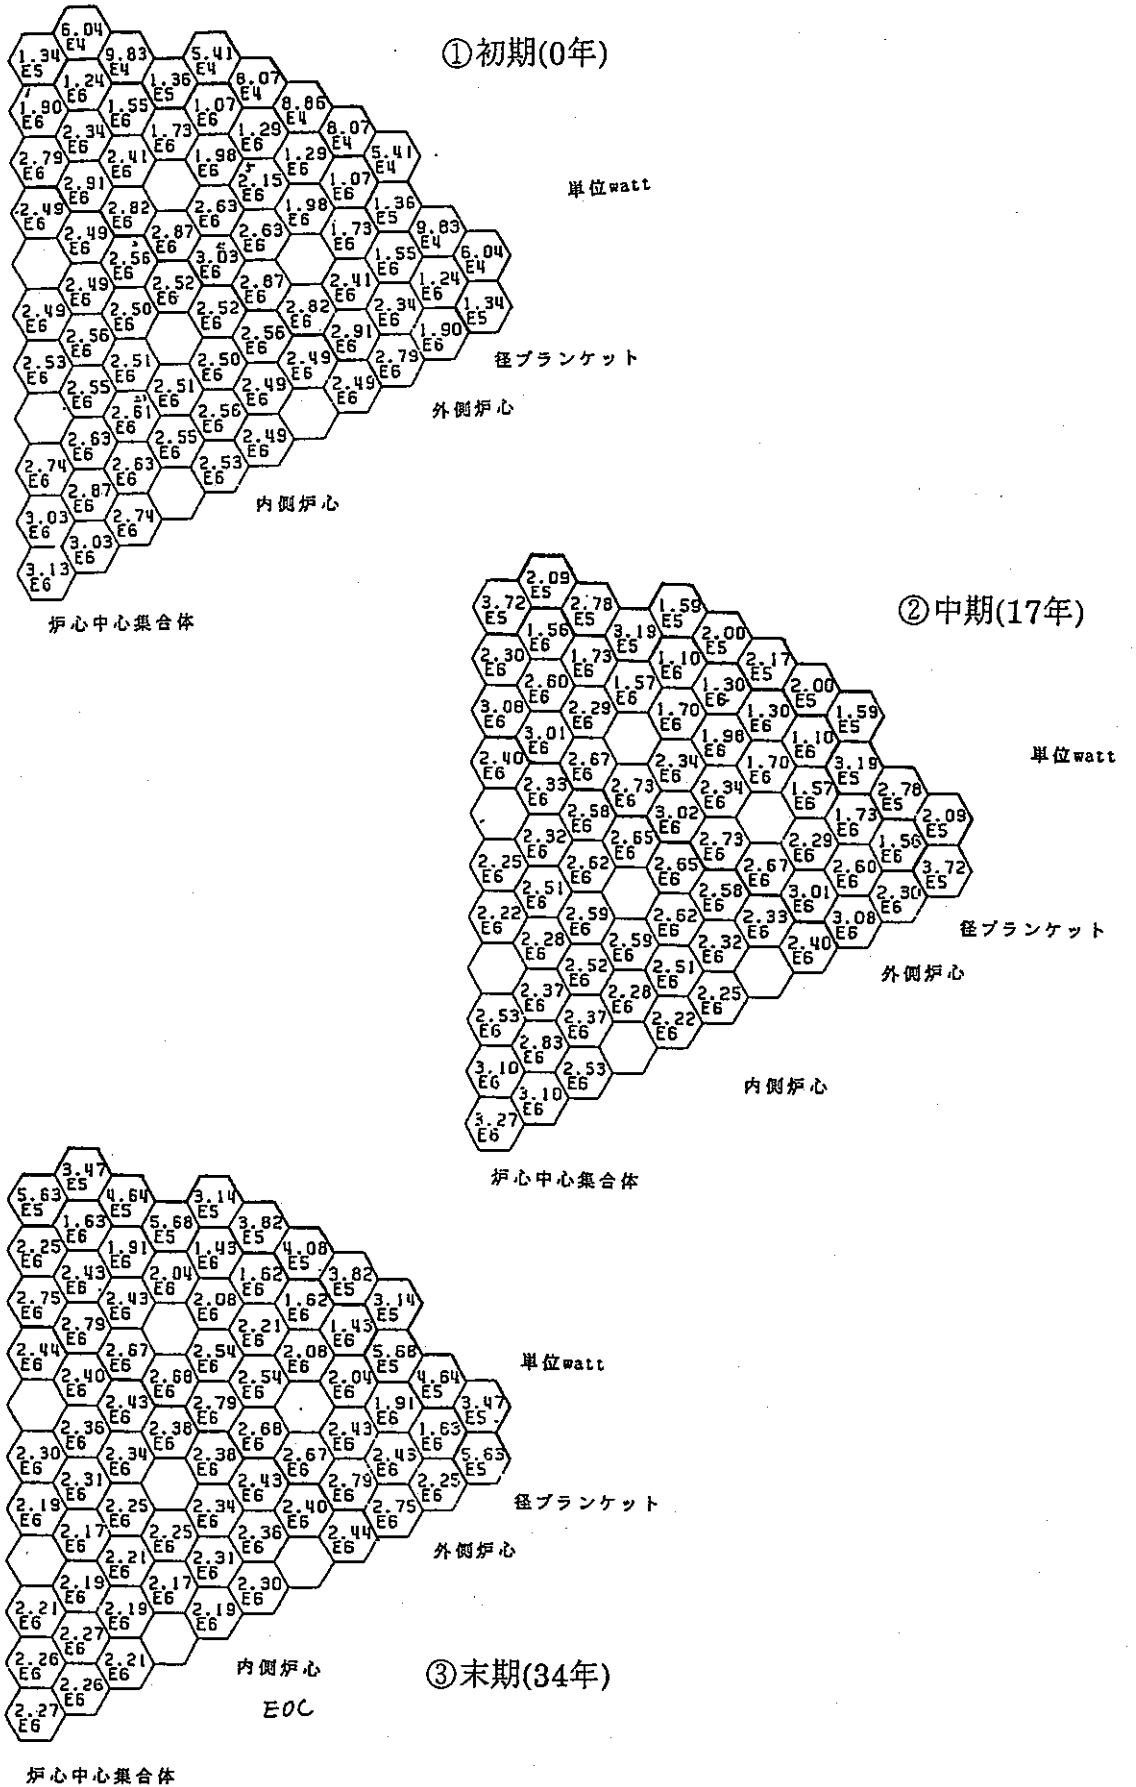 ①初期(0年)
6.04 E4
1.34 E5 9.83 E4 5.41 E4
1.24 E6 1.36 E5 8.07 E4
1.90 E6 1.55 E6 1.07 E6 8.86 E4
2.34 E6 1.73 E6 1.29 E6 8.07 E4
2.79 E6 2.41 E6 1.98 E6 1.29 E6 5.41 E4
2.91 E6 2.15 E6 1.07 E6
単位watt
2.49 E6 2.82 E6 2.63 E6 1.98 E6 1.36 E5
2.49 E6 2.87 E6 2.63 E6 1.73 E6 9.83 E4
2.56 E6 3.03 E6 1.55 E6 6.04 E4
2.49 E6 2.52 E6 2.87 E6 2.41 E6 1.24 E6
2.49 E6 2.50 E6 2.52 E6 2.82 E6 2.34 E6 1.34 E5
2.56 E6 2.56 E6 2.91 E6 1.90 E6
2.53 E6 2.51 E6 2.50 E6 2.49 E6 2.79 E6
径ブランケット
2.55 E6 2.51 E6 2.49 E6 2.49 E6
2.61 E6 2.56 E6
外側炉心
2.63 E6 2.55 E6 2.49 E6
2.74 E6 2.63 E6 2.53 E6
2.87 E6
内側炉心
3.03 E6 2.74 E6
3.03 E6
3.13 E6
炉心中心集合体
②中期(17年)
2.09 E5
3.72 E5 2.78 E5 1.59 E5
1.56 E6 3.19 E5 2.00 E5
2.30 E6 1.73 E6 1.10 E6 2.17 E5
2.60 E6 1.57 E6 1.30 E6 2.00 E5
3.08 E6 2.29 E6 1.70 E6 1.30 E6 1.59 E5
3.01 E6 1.98 E6 1.10 E6
単位watt
2.40 E6 2.67 E6 2.34 E6 1.70 E6 3.19 E5
2.33 E6 2.73 E6 2.34 E6 1.57 E6 2.78 E5
2.58 E6 3.02 E6 1.73 E6 2.09 E5
2.32 E6 2.65 E6 2.73 E6 2.29 E6 1.56 E6
2.25 E6 2.62 E6 2.65 E6 2.67 E6 2.60 E6 3.72 E5
2.51 E6 2.58 E6 3.01 E6 2.30 E6
2.22 E6 2.59 E6 2.62 E6 2.33 E6 3.08 E6
径ブランケット
2.28 E6 2.59 E6 2.32 E6 2.40 E6
2.52 E6 2.51 E6
外側炉心
2.37 E6 2.28 E6 2.25 E6
2.53 E6 2.37 E6 2.22 E6
2.83 E6
3.10 E6 2.53 E6
内側炉心
3.10 E6
3.27 E6
炉心中心集合体
3.47 E5
5.63 E5 4.64 E5 3.14 E5
1.63 E6 5.68 E5 3.82 E5
2.25 E6 1.91 E6 1.43 E6 4.08 E5
2.43 E6 2.04 E6 1.62 E6 3.82 E5
2.75 E6 2.43 E6 2.08 E6 1.62 E6 3.14 E5
2.79 E6 2.21 E6 1.43 E6
2.44 E6 2.67 E6 2.54 E6 2.08 E6 5.68 E5
単位watt
2.40 E6 2.68 E6 2.54 E6 2.04 E6 4.64 E5
2.43 E6 2.79 E6 1.91 E6 3.47 E5
2.36 E6 2.38 E6 2.68 E6 2.43 E6 1.63 E6
2.30 E6 2.34 E6 2.38 E6 2.67 E6 2.43 E6 5.63 E5
2.31 E6 2.43 E6 2.79 E6 2.25 E6
2.19 E6 2.25 E6 2.34 E6 2.40 E6 2.75 E6
径ブランケット
2.17 E6 2.25 E6 2.36 E6 2.44 E6
外側炉心
2.21 E6 2.31 E6
2.19 E6 2.17 E6 2.30 E6
2.21 E6 2.19 E6 2.19 E6
2.27 E6
2.26 E6 2.21 E6
内側炉心
③末期(34年)
2.26 E6
EOC
2.27 E6
炉心中心集合体